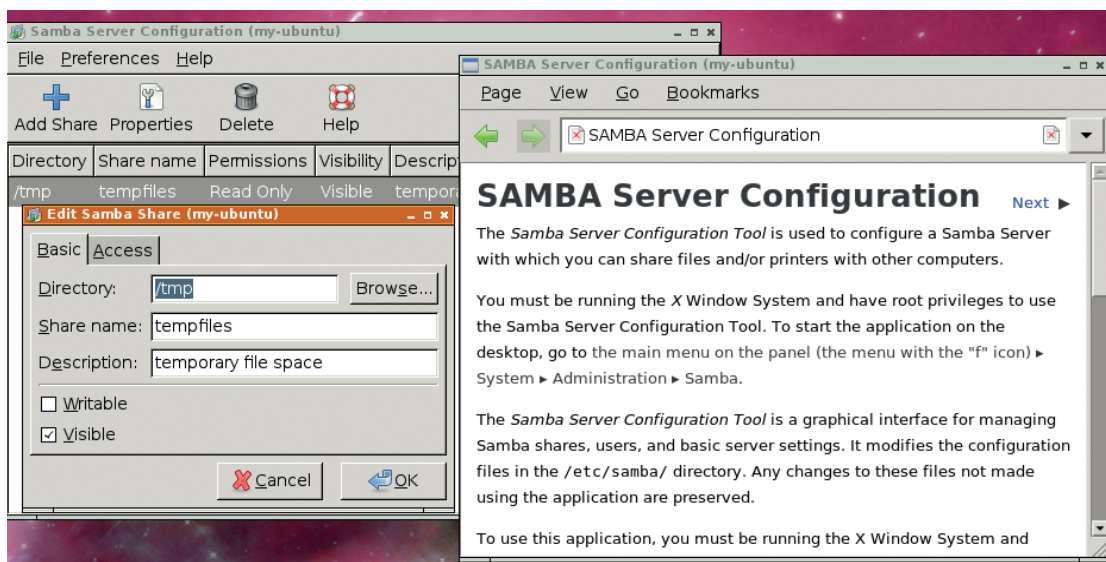 Samba Server Configuration (my-ubuntu)
File Preferences Help
Add Share Properties Delete Help
Directory Share name Permissions Visibility Descrip
/tmp tempfiles Read Only Visible tempora
Edit Samba Share (my-ubuntu)
Basic Access
Directory: /tmp Browse...
Share name: tempfiles
Description: temporary file space
Writable
Visible
Cancel OK
SAMBA Server Configuration (my-ubuntu)
Page View Go Bookmarks
SAMBA Server Configuration
SAMBA Server Configuration Next ▶
The Samba Server Configuration Tool is used to configure a Samba Server
with which you can share files and/or printers with other computers.
You must be running the X Window System and have root privileges to use
the Samba Server Configuration Tool. To start the application on the
desktop, go to the main menu on the panel (the menu with the "f" icon) ▸
System ▸ Administration ▸ Samba.
The Samba Server Configuration Tool is a graphical interface for managing
Samba shares, users, and basic server settings. It modifies the configuration
files in the /etc/samba/ directory. Any changes to these files not made
using the application are preserved.
To use this application, you must be running the X Window System and